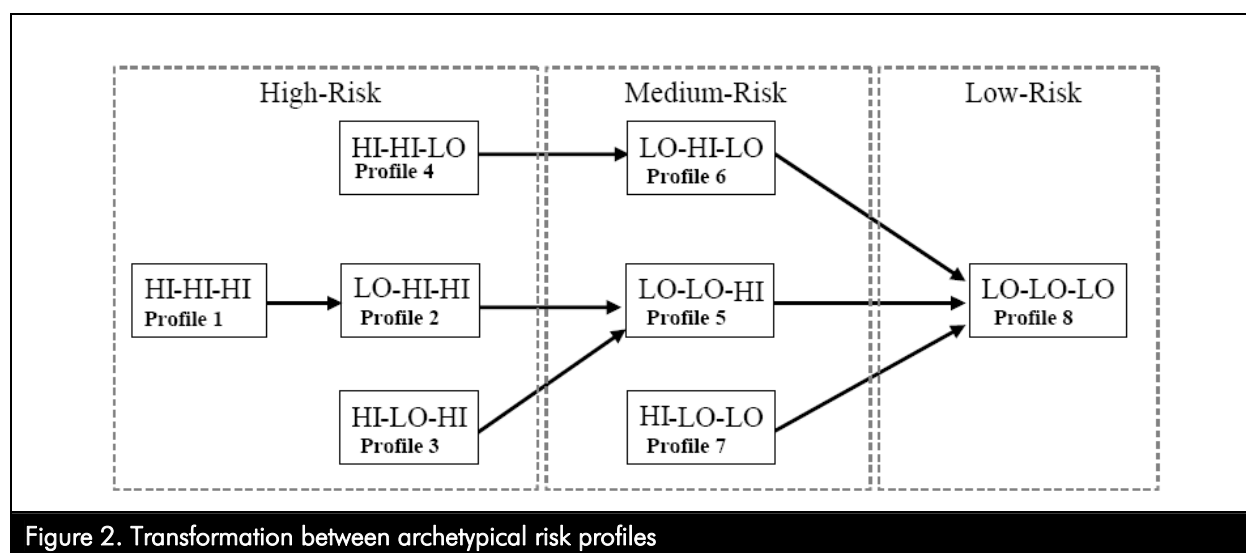 High-Risk
Medium-Risk
Low-Risk
HI-HI-LO
Profile 4
LO-HI-LO
Profile 6
HI-HI-HI
Profile 1
LO-HI-HI
Profile 2
LO-LO-HI
Profile 5
LO-LO-LO
Profile 8
HI-LO-HI
Profile 3
HI-LO-LO
Profile 7
Figure 2. Transformation between archetypical risk profiles